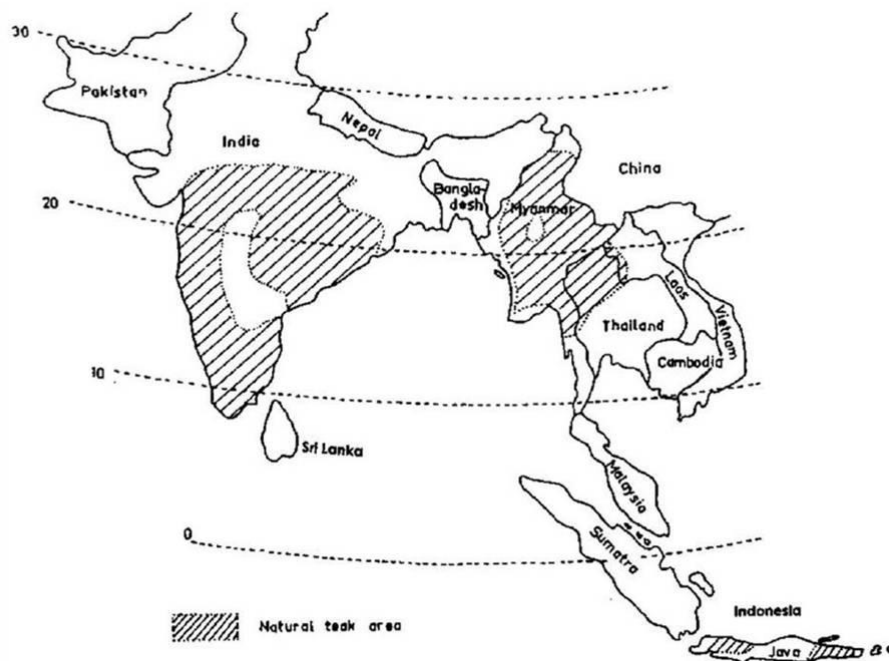 30
Pakistan
Nepal
India
China
20
Bangla-
desh
Myanmar
Laos
Vietnam
Thailand
Cambodia
10
Sri Lanka
Malaysia
0
Sumatra
Indonesia
Natural teak area
Java